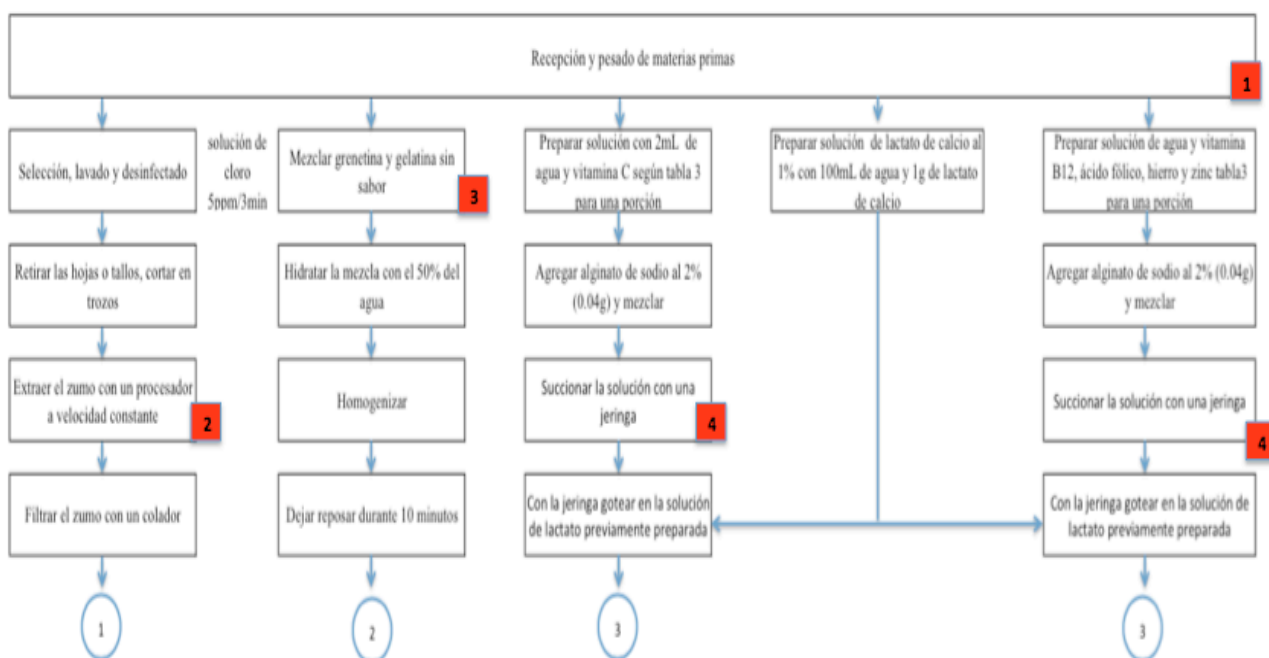 Recepción y pesado de materias primas
1
Selección, lavado y desinfectado
solución de
cloro
5ppm/3min
Mezclar grenetina y gelatina sin
sabor
3
Preparar solución con 2mL de
agua y vitamina C según tabla 3
para una porción
Preparar solución de lactato de calcio al
1% con 100mL de agua y 1g de lactato
de calcio
Preparar solución de agua y vitamina
B12, ácido fólico, hierro y zinc tabla3
para una porción
Retirar las hojas o tallos, cortar en
trozos
Hidratar la mezcla con el 50% del
agua
Agregar alginato de sodio al 2%
(0.04g) y mezclar
Agregar alginato de sodio al 2% (0.04g)
y mezclar
Extraer el zumo con un procesador
a velocidad constante
2
Homogenizar
Succionar la solución con una
jeringa
4
Succionar la solución con una jeringa
4
Filtrar el zumo con un colador
Dejar reposar durante 10 minutos
Con la jeringa gotear en la solución
de lactato previamente preparada
Con la jeringa gotear en la solución de
lactato previamente preparada
1
2
3
3